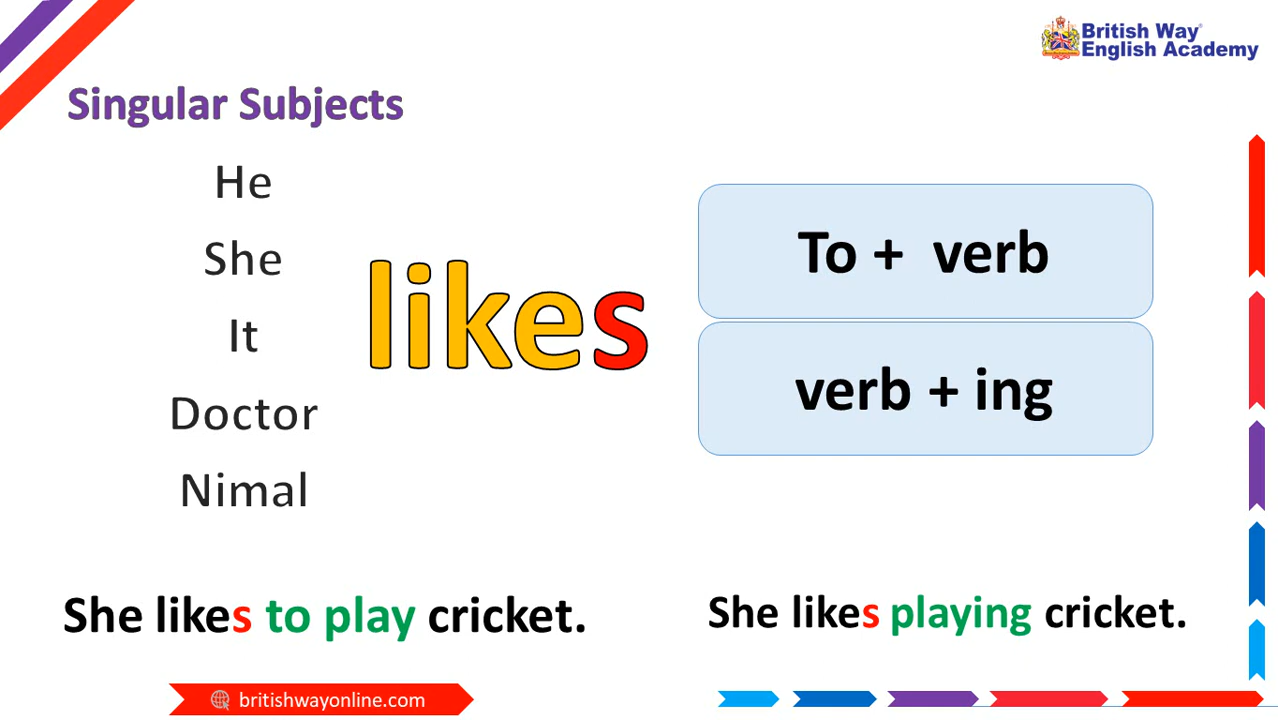 British Way
English Academy
Singular Subjects
He
She
It
Doctor
Nimal
likes
To + verb
verb + ing
She likes to play cricket.
She likes playing cricket.
britishwayonline.com